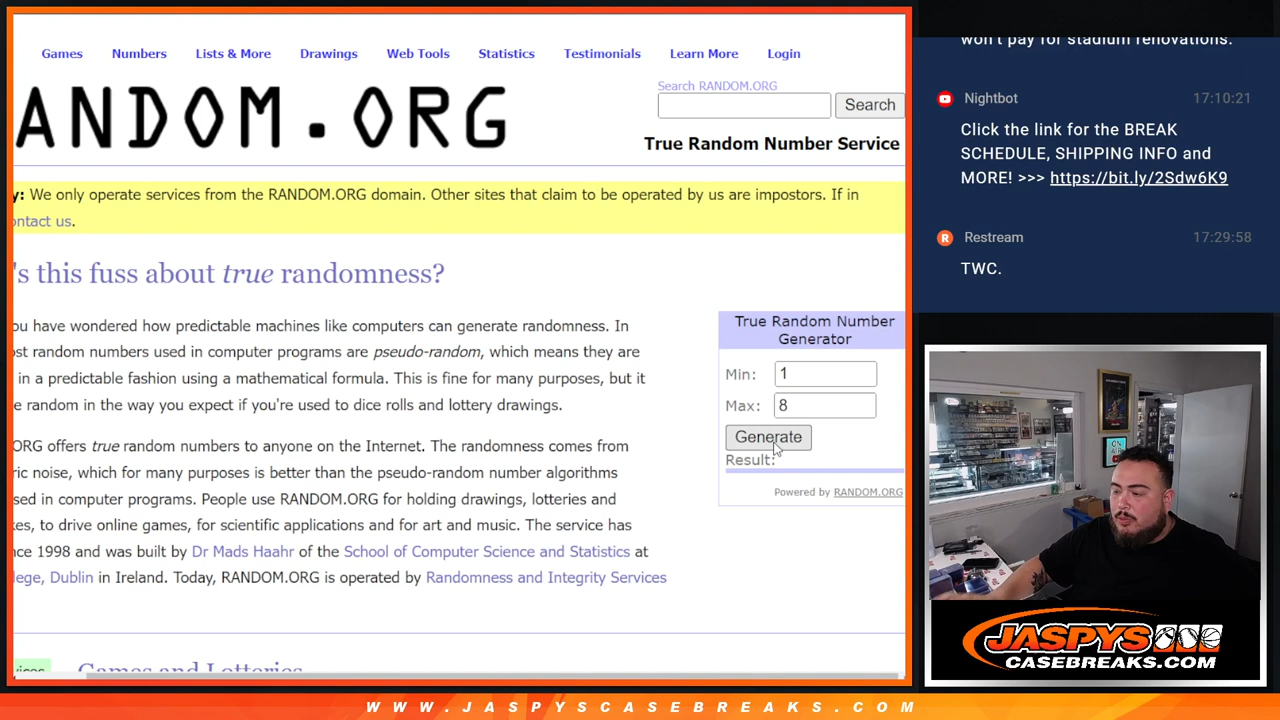 Games Numbers Lists & More Drawings Web Tools Statistics Testimonials Learn More Login
Search RANDOM.ORG
ANDOM.ORG
Search
True Random Number Service
y: We only operate services from the RANDOM.ORG domain. Other sites that claim to be operated by us are impostors. If in
ontact us.
's this fuss about true randomness?
ou have wondered how predictable machines like computers can generate randomness. In
ost random numbers used in computer programs are pseudo-random, which means they are
in a predictable fashion using a mathematical formula. This is fine for many purposes, but it
e random in the way you expect if you're used to dice rolls and lottery drawings.
ORG offers true random numbers to anyone on the Internet. The randomness comes from
ric noise, which for many purposes is better than the pseudo-random number algorithms
sed in computer programs. People use RANDOM.ORG for holding drawings, lotteries and
kes, to drive online games, for scientific applications and for art and music. The service has
nce 1998 and was built by Dr Mads Haahr of the School of Computer Science and Statistics at
lege, Dublin in Ireland. Today, RANDOM.ORG is operated by Randomness and Integrity Services
True Random Number
Generator
Min: 1
Max: 8
Generate
Result:
Powered by RANDOM.ORG
vices
Games and Lotteries
won't pay for stadium renovations.
Nightbot 17:10:21
Click the link for the BREAK
SCHEDULE, SHIPPING INFO and
MORE! >>> https://bit.ly/2Sdw6K9
Restream 17:29:58
TWC.
ON AIR
JASPYS
CASEBREAKS.COM
WWW.JASPYSCASEBREAKS.COM